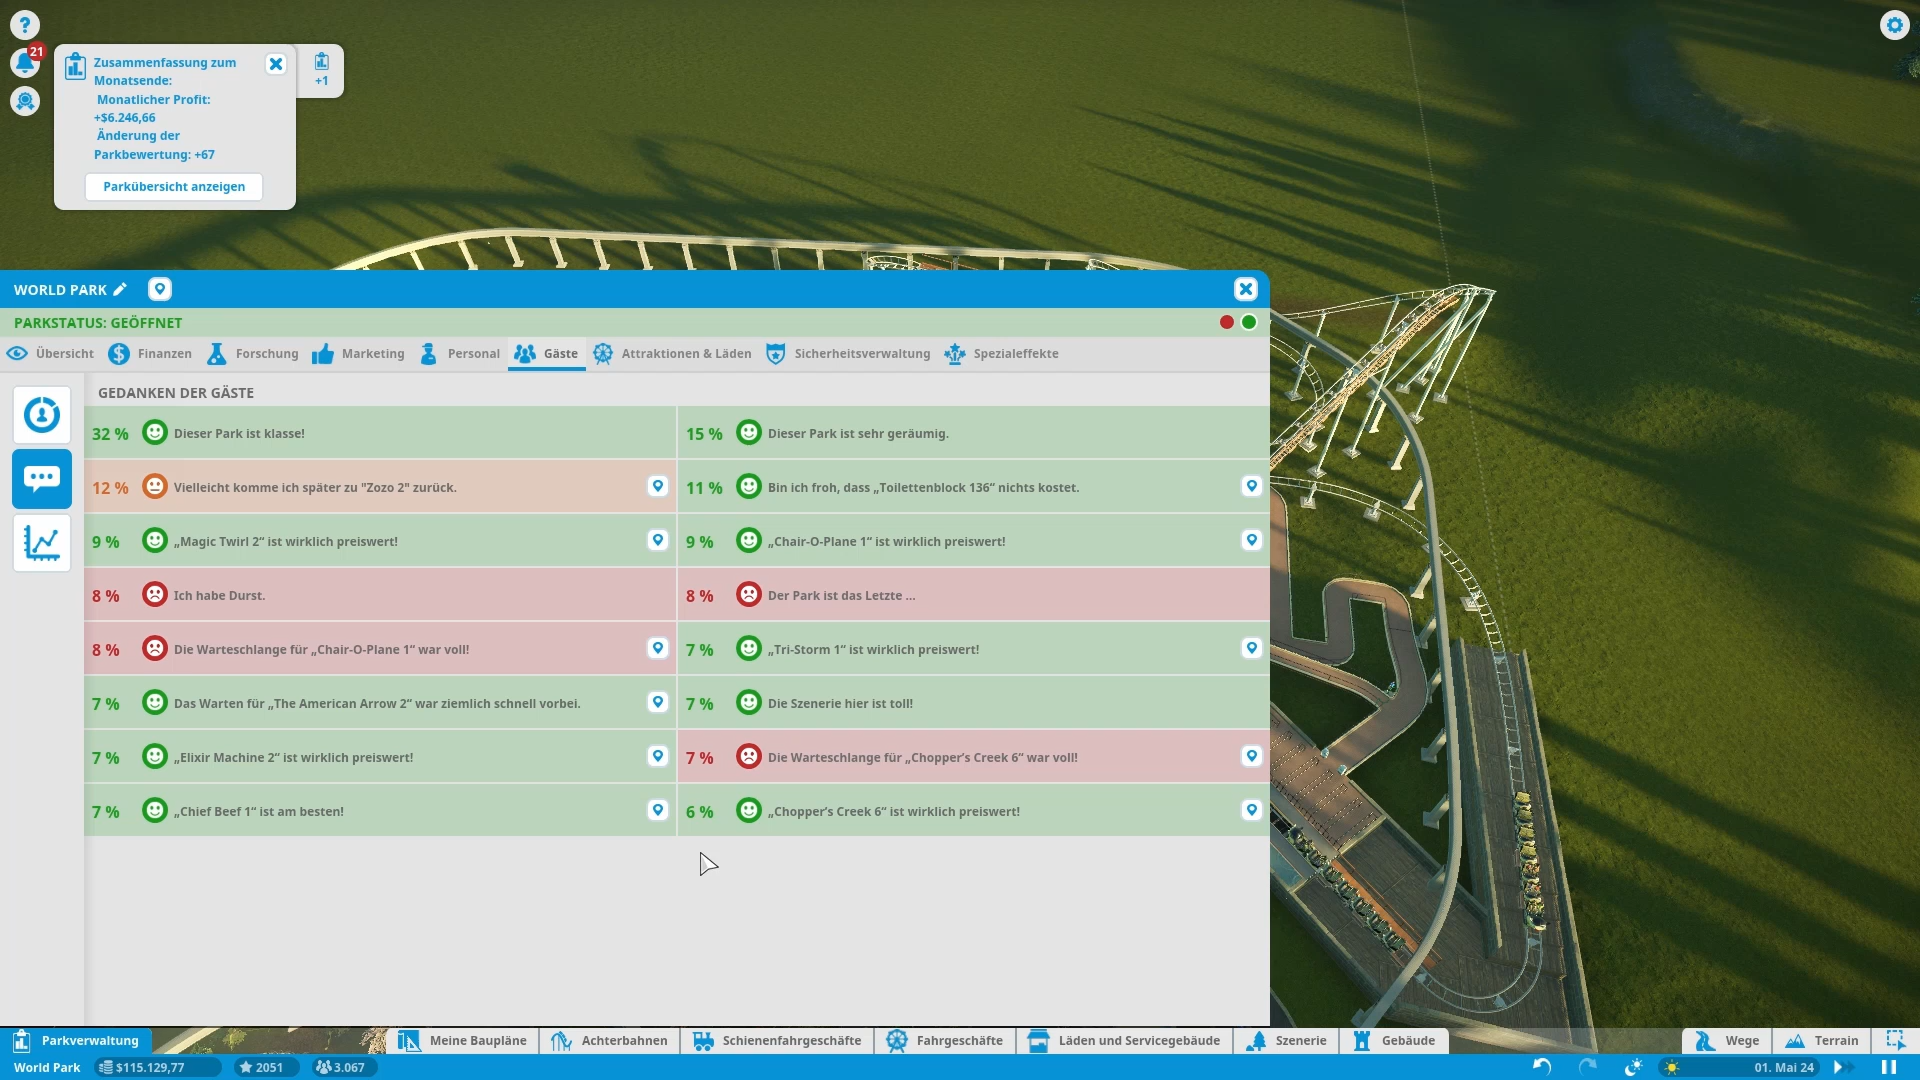 ?
21
Zusammenfassung zum
Monatsende:
Monatlicher Profit:
+$6.246,66
Änderung der
Parkbewertung: +67
Parkübersicht anzeigen
+1
WORLD PARK
PARKSTATUS: GEÖFFNET
Übersicht
Finanzen
Forschung
Marketing
Personal
Gäste
Attraktionen & Läden
Sicherheitsverwaltung
Spezialeffekte
GEDANKEN DER GÄSTE
32 % Dieser Park ist klasse!
15 % Dieser Park ist sehr geräumig.
12 % Vielleicht komme ich später zu "Zozo 2" zurück.
11 % Bin ich froh, dass „Toilettenblock 136“ nichts kostet.
9 % „Magic Twirl 2“ ist wirklich preiswert!
9 % „Chair-O-Plane 1“ ist wirklich preiswert!
8 % Ich habe Durst.
8 % Der Park ist das Letzte ...
8 % Die Warteschlange für „Chair-O-Plane 1“ war voll!
7 % „Tri-Storm 1“ ist wirklich preiswert!
7 % Das Warten für „The American Arrow 2“ war ziemlich schnell vorbei.
7 % Die Szenerie hier ist toll!
7 % „Elixir Machine 2“ ist wirklich preiswert!
7 % Die Warteschlange für „Chopper’s Creek 6“ war voll!
7 % „Chief Beef 1“ ist am besten!
6 % „Chopper’s Creek 6“ ist wirklich preiswert!
Parkverwaltung
Meine Baupläne
Achterbahnen
Schienenfahrgeschäfte
Fahrgeschäfte
Läden und Servicegebäude
Szenerie
Gebäude
Wege
Terrain
World Park
$115.129,77
2051
3.067
01. Mai 24